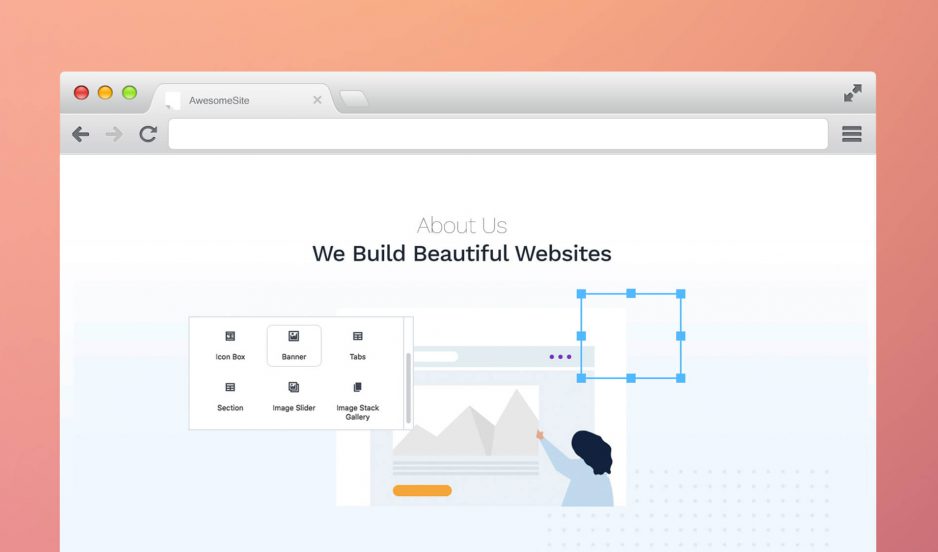 AwesomeSite
About Us
We Build Beautiful Websites
Icon Box
Banner
Tabs
Section
Image Slider
Image Stack
Gallery